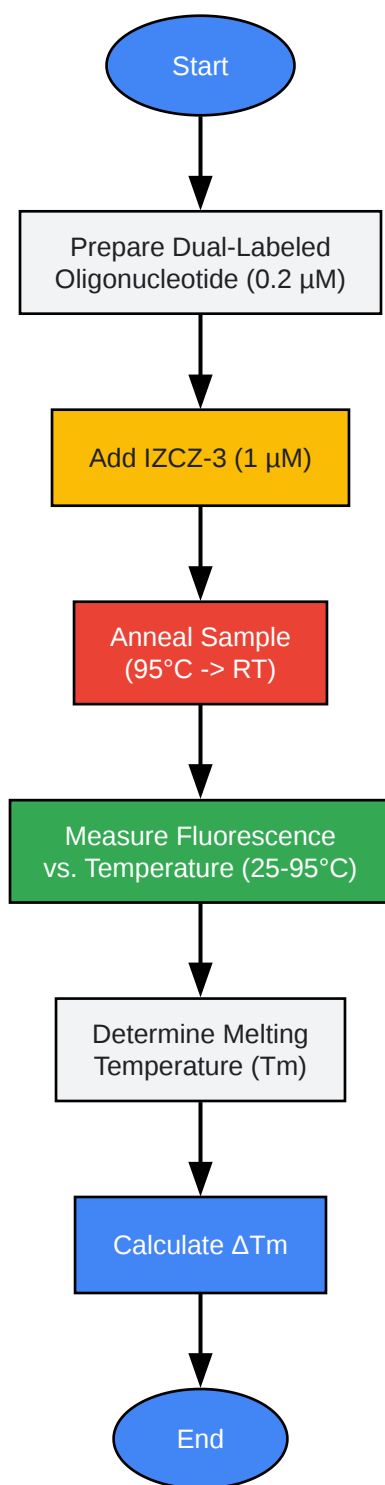 Start
Prepare Dual-Labeled
Oligonucleotide (0.2 µM)
Add IZCZ-3 (1 µM)
Anneal Sample
(95°C -> RT)
Measure Fluorescence
vs. Temperature (25-95°C)
Determine Melting
Temperature (Tm)
Calculate ΔTm
End